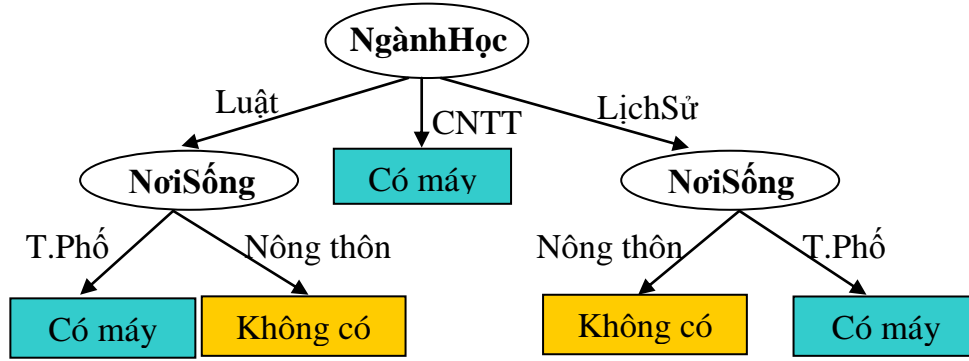 NgànhHọc
Luật
CNTT
LịchSử
NơiSống
Có máy
NơiSống
T.Phố
Nông thôn
Nông thôn
T.Phố
Có máy
Không có
Không có
Có máy